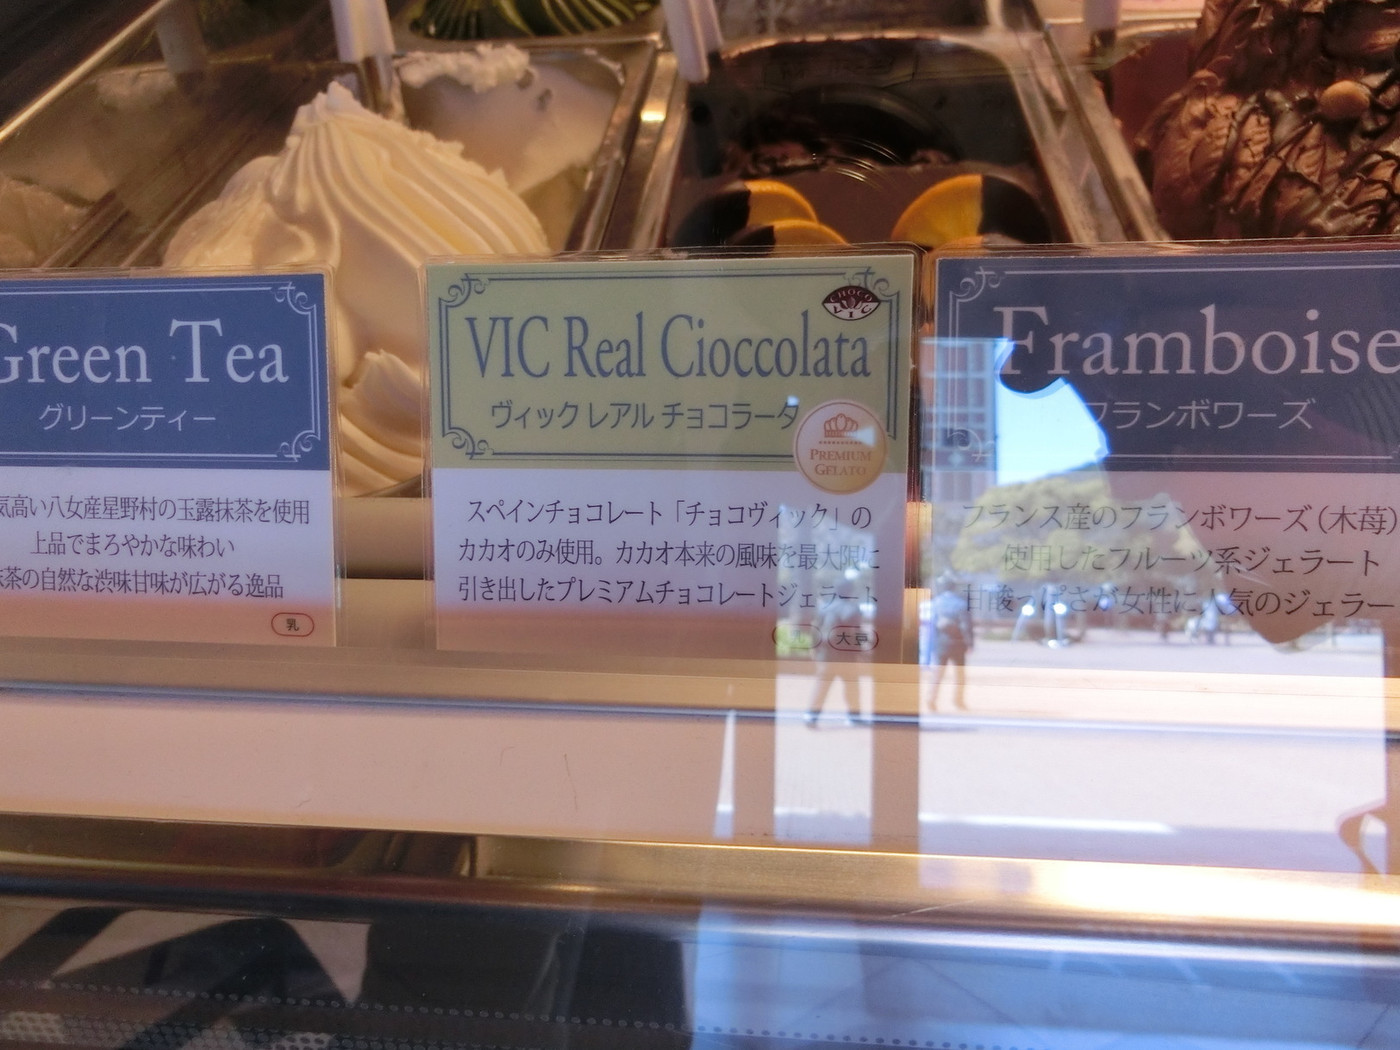 Green Tea
グリーンティー
気高い八女産星野村の玉露抹茶を使用
上品でまろやかな味わい
茶の自然な渋味甘味が広がる逸品
乳
VIC Real Cioccolata
CHOCO
VIC
ヴィック レアル チョコラータ
PREMIUM
GELATO
スペインチョコレート「チョコヴィック」の
カカオのみ使用。カカオ本来の風味を最大限に
引き出したプレミアムチョコレートジェラート
大豆
Framboise
フランボワーズ
フランス産のフランボワーズ（木苺）
使用したフルーツ系ジェラート
甘酸っぱさが女性に人気のジェラー